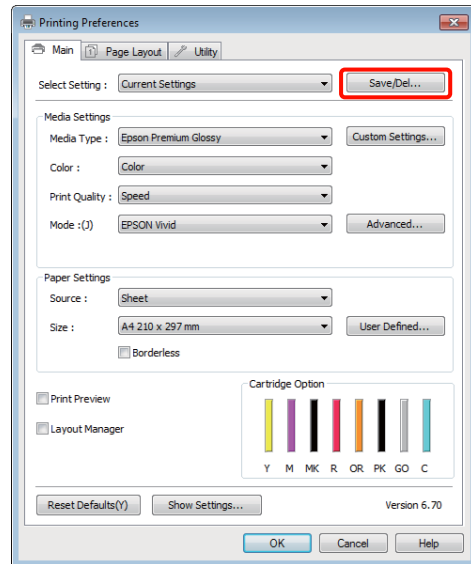 Printing Preferences
Main Page Layout Utility
Select Setting : Current Settings Save/Del...
Media Settings
Media Type : Epson Premium Glossy Custom Settings...
Color : Color
Print Quality : Speed
Mode :(J) EPSON Vivid Advanced...
Paper Settings
Source : Sheet
Size : A4 210 x 297 mm User Defined...
Borderless
Print Preview
Layout Manager
Cartridge Option
Y M MK R OR PK GO C
Reset Defaults(Y) Show Settings... Version 6.70
OK Cancel Help